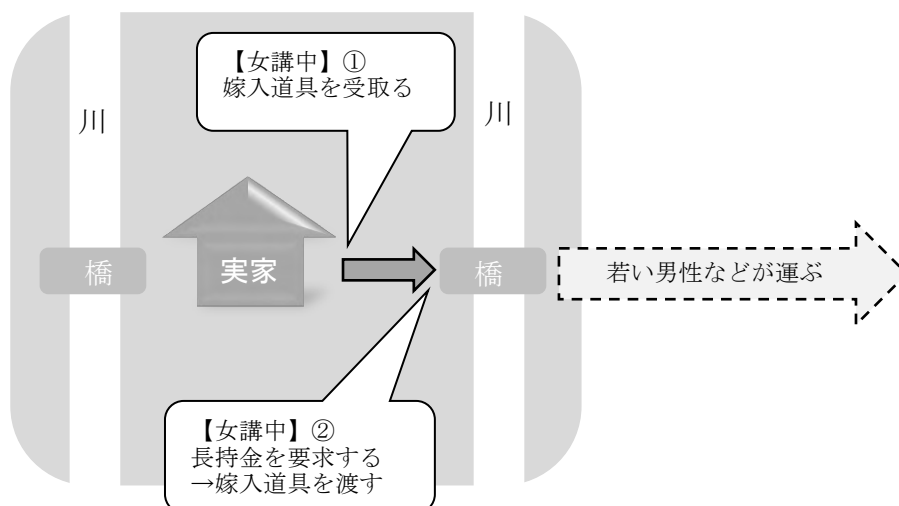 【女講中】①
嫁入道具を受取る
川
川
橋
実家
橋
若い男性などが運ぶ
【女講中】②
長持金を要求する
→嫁入道具を渡す